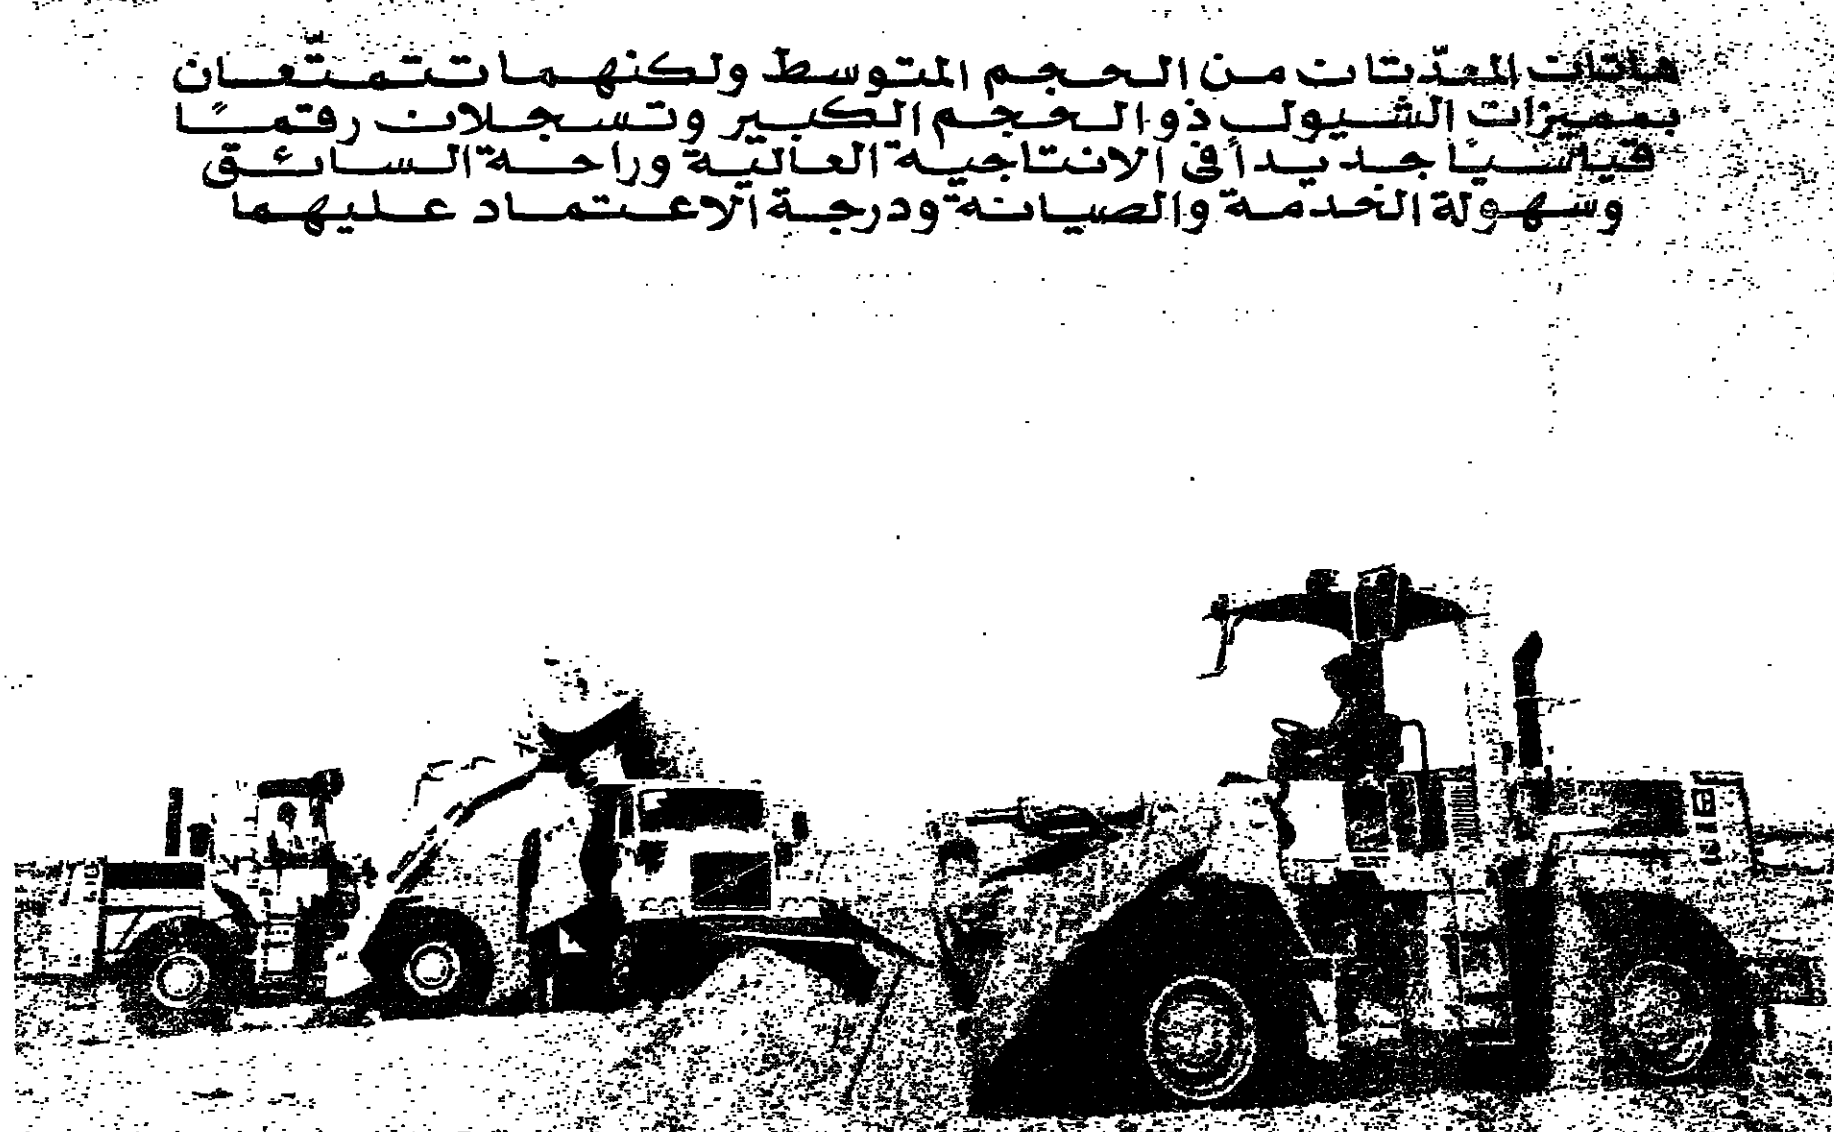 هاتان المعدّتان من الحجم المتوسط ولكنهما تتمتّعان
بمميزات الشيول ذو الحجم الكبير وتسجلان رقمًا
قياسيًا جديداً في الانتاجية العالية وراحة السائق
وسهولة الخدمة والصيانة ودرجة الاعتماد عليهما